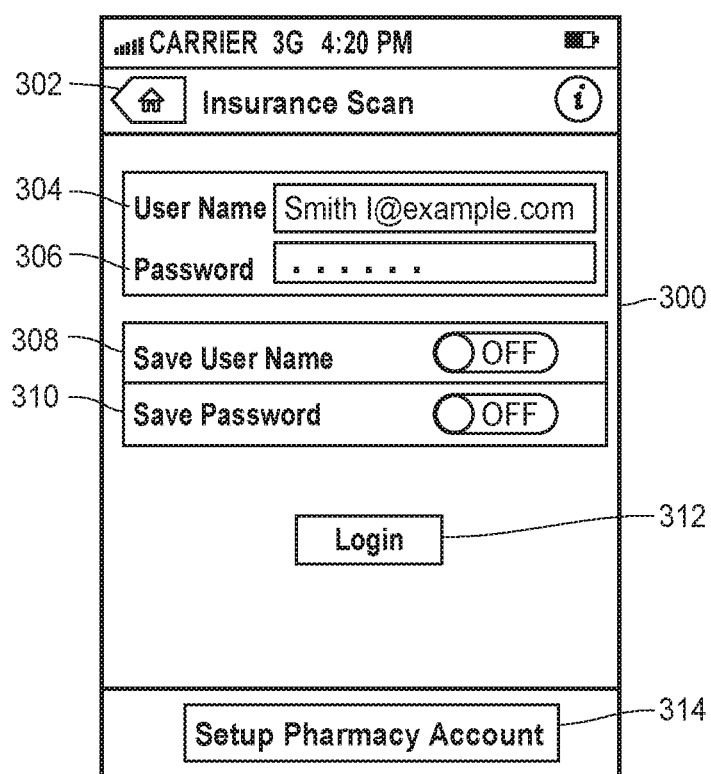 CARRIER 3G 4:20 PM
302
Insurance Scan i
304
User Name Smith I@example.com
306
Password ......
300
308
Save User Name OFF
310
Save Password OFF
312
Login
314
Setup Pharmacy Account